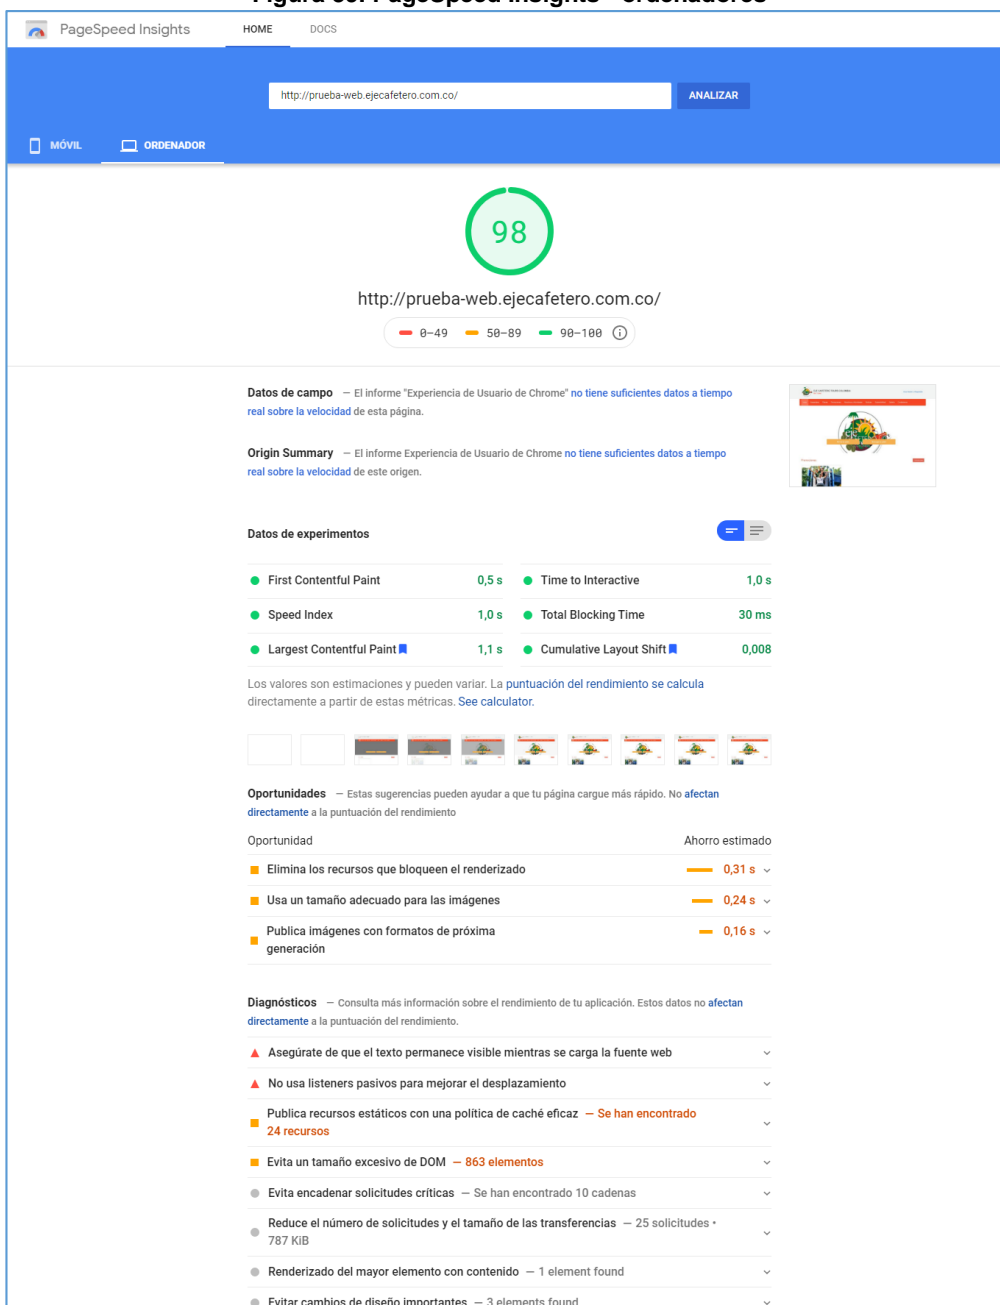 PageSpeed Insights HOME DOCS
http://prueba-web.ejecafetero.com.co/ ANALIZAR
MÓVIL ORDENADOR
98
http://prueba-web.ejecafetero.com.co/
0–49 50–89 90–100
Datos de campo — El informe "Experiencia de Usuario de Chrome" no tiene suficientes datos a tiempo
real sobre la velocidad de esta página.
Origin Summary — El informe Experiencia de Usuario de Chrome no tiene suficientes datos a tiempo
real sobre la velocidad de este origen.
Datos de experimentos
First Contentful Paint 0,5 s Time to Interactive 1,0 s
Speed Index 1,0 s Total Blocking Time 30 ms
Largest Contentful Paint 1,1 s Cumulative Layout Shift 0,008
Los valores son estimaciones y pueden variar. La puntuación del rendimiento se calcula
directamente a partir de estas métricas. See calculator.
Oportunidades — Estas sugerencias pueden ayudar a que tu página cargue más rápido. No afectan
directamente a la puntuación del rendimiento
Oportunidad Ahorro estimado
Elimina los recursos que bloqueen el renderizado 0,31 s
Usa un tamaño adecuado para las imágenes 0,24 s
Publica imágenes con formatos de próxima
generación 0,16 s
Diagnósticos — Consulta más información sobre el rendimiento de tu aplicación. Estos datos no afectan
directamente a la puntuación del rendimiento.
Asegúrate de que el texto permanece visible mientras se carga la fuente web
No usa listeners pasivos para mejorar el desplazamiento
Publica recursos estáticos con una política de caché eficaz — Se han encontrado
24 recursos
Evita un tamaño excesivo de DOM — 863 elementos
Evita encadenar solicitudes críticas — Se han encontrado 10 cadenas
Reduce el número de solicitudes y el tamaño de las transferencias — 25 solicitudes •
787 KiB
Renderizado del mayor elemento con contenido — 1 element found
Evitar cambios de diseño importantes — 3 elements found